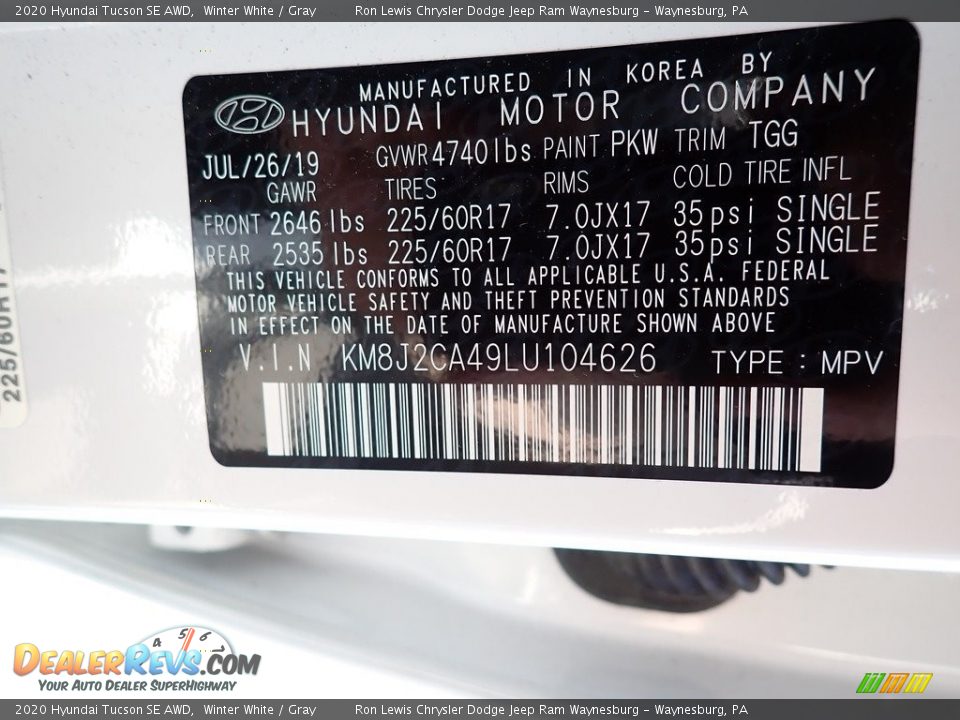 2020 Hyundai Tucson SE AWD, Winter White / Gray Ron Lewis Chrysler Dodge Jeep Ram Waynesburg - Waynesburg, PA
MANUFACTURED IN KOREA BY
HYUNDAI MOTOR COMPANY
JUL/26/19 GVWR 4740lbs PAINT PKW TRIM TGG
GAWR TIRES RIMS COLD TIRE INFL
FRONT 2646 lbs 225/60R17 7.0JX17 35psi SINGLE
REAR 2535 lbs 225/60R17 7.0JX17 35psi SINGLE
THIS VEHICLE CONFORMS TO ALL APPLICABLE U.S.A. FEDERAL
MOTOR VEHICLE SAFETY AND THEFT PREVENTION STANDARDS
IN EFFECT ON THE DATE OF MANUFACTURE SHOWN ABOVE
V.I.N KM8J2CA49LU104626 TYPE : MPV
225/60R17
4 5 6
DEALERREVS.COM
YOUR AUTO DEALER SUPERHIGHWAY
2020 Hyundai Tucson SE AWD, Winter White / Gray Ron Lewis Chrysler Dodge Jeep Ram Waynesburg - Waynesburg, PA